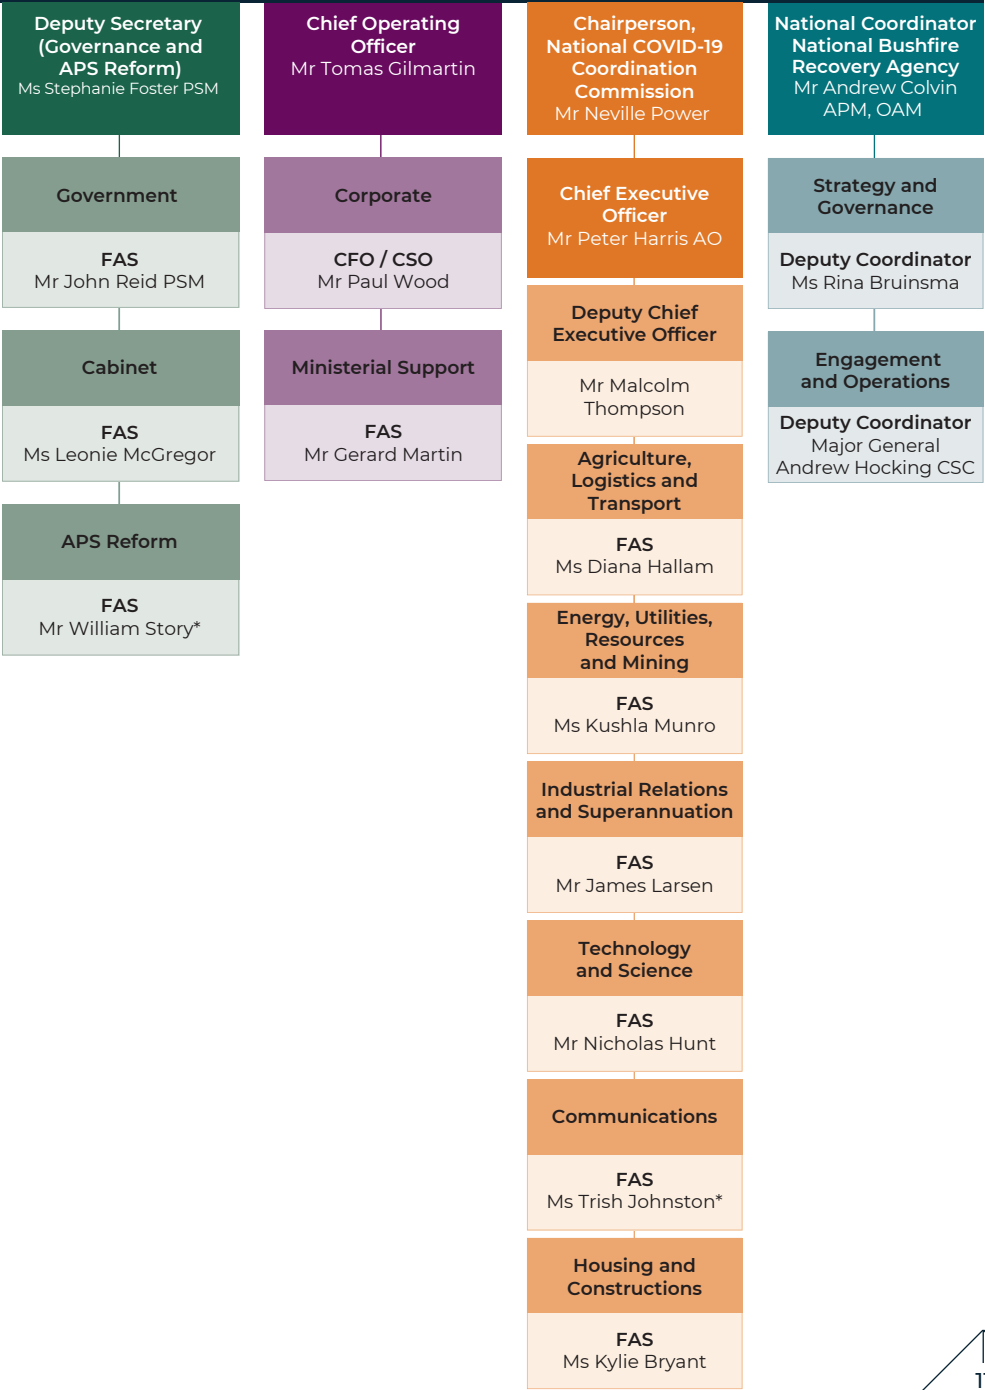 Deputy Secretary
(Governance and
APS Reform)
Ms Stephanie Foster PSM
Government
FAS
Mr John Reid PSM
Cabinet
FAS
Ms Leonie McGregor
APS Reform
FAS
Mr William Story*
Chief Operating
Officer
Mr Tomas Gilmartin
Corporate
CFO / CSO
Mr Paul Wood
Ministerial Support
FAS
Mr Gerard Martin
Chairperson,
National COVID-19
Coordination
Commission
Mr Neville Power
Chief Executive
Officer
Mr Peter Harris AO
Deputy Chief
Executive Officer
Mr Malcolm
Thompson
Agriculture,
Logistics and
Transport
FAS
Ms Diana Hallam
Energy, Utilities,
Resources
and Mining
FAS
Ms Kushla Munro
Industrial Relations
and Superannuation
FAS
Mr James Larsen
Technology
and Science
FAS
Mr Nicholas Hunt
Communications
FAS
Ms Trish Johnston*
Housing and
Constructions
FAS
Ms Kylie Bryant
National Coordinator
National Bushfire
Recovery Agency
Mr Andrew Colvin
APM, OAM
Strategy and
Governance
Deputy Coordinator
Ms Rina Bruinsma
Engagement
and Operations
Deputy Coordinator
Major General
Andrew Hocking CSC